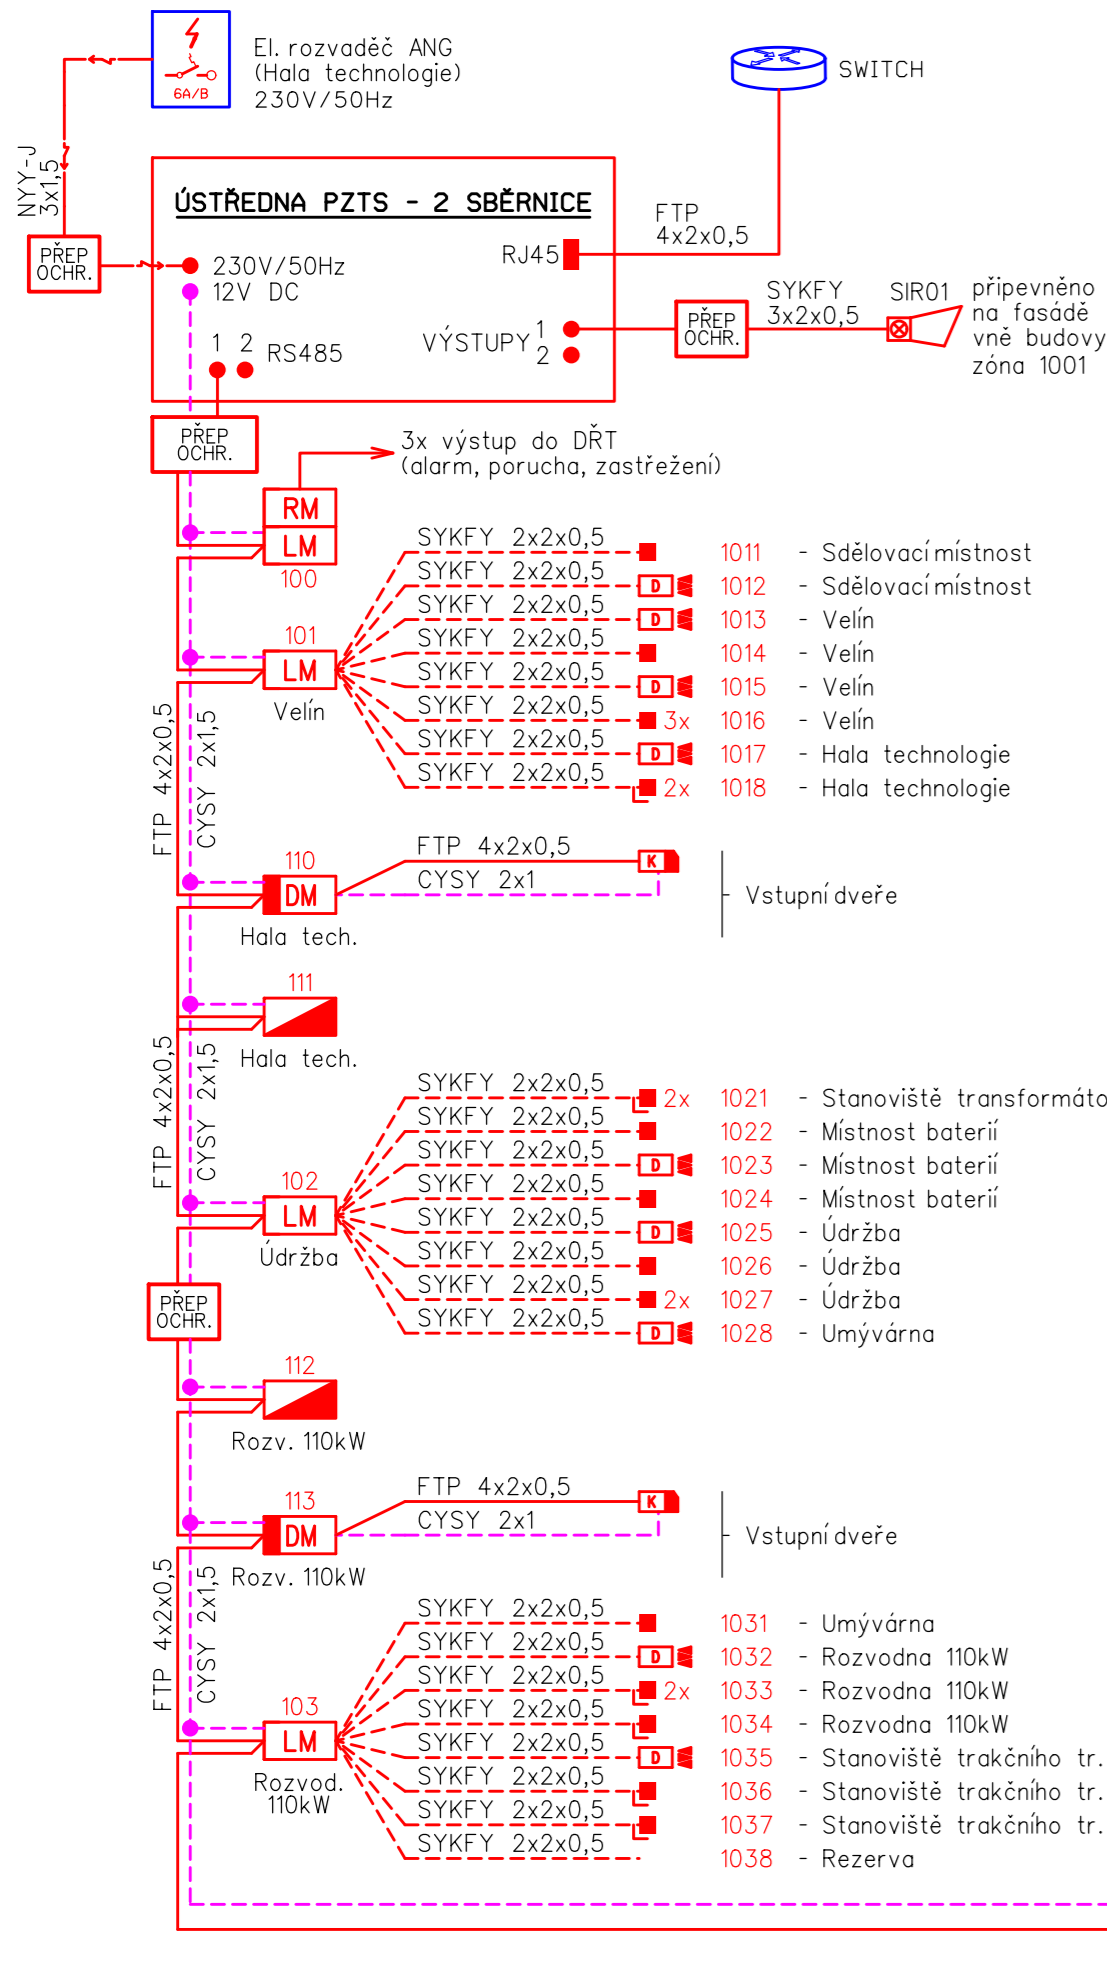 El. rozvaděč ANG
(Hala technologie)
230V/50Hz
6A/B
SWITCH
NYY-J
3x1,5
ÚSTŘEDNA PZTS - 2 SBĚRNICE
FTP
4x2x0,5
RJ45
PŘEP
OCHR.
230V/50Hz
12V DC
SYKFY
3x2x0,5
SIR01
připevněno
na fasádě
vně budovy
zóna 1001
PŘEP
OCHR.
VÝSTUPY 1
2
1 2 RS485
PŘEP
OCHR.
3x výstup do DŘT
(alarm, porucha, zastřežení)
RM
LM
100
SYKFY 2x2x0,5 1011 - Sdělovací místnost
SYKFY 2x2x0,5 D 1012 - Sdělovací místnost
SYKFY 2x2x0,5 D 1013 - Velín
SYKFY 2x2x0,5 1014 - Velín
SYKFY 2x2x0,5 D 1015 - Velín
SYKFY 2x2x0,5 3x 1016 - Velín
SYKFY 2x2x0,5 D 1017 - Hala technologie
SYKFY 2x2x0,5 2x 1018 - Hala technologie
101
LM
Velín
FTP 4x2x0,5
CYSY 2x1,5
110
DM
Hala tech.
FTP 4x2x0,5
CYSY 2x1
K
Vstupní dveře
111
Hala tech.
FTP 4x2x0,5
CYSY 2x1,5
SYKFY 2x2x0,5 2x 1021 - Stanoviště transformáto
SYKFY 2x2x0,5 1022 - Místnost baterií
SYKFY 2x2x0,5 D 1023 - Místnost baterií
SYKFY 2x2x0,5 1024 - Místnost baterií
SYKFY 2x2x0,5 D 1025 - Údržba
SYKFY 2x2x0,5 1026 - Údržba
SYKFY 2x2x0,5 2x 1027 - Údržba
SYKFY 2x2x0,5 D 1028 - Umývárna
102
LM
Údržba
PŘEP
OCHR.
112
Rozv. 110kW
113
DM
Rozv. 110kW
FTP 4x2x0,5
CYSY 2x1
K
Vstupní dveře
FTP 4x2x0,5
CYSY 2x1,5
SYKFY 2x2x0,5 1031 - Umývárna
SYKFY 2x2x0,5 D 1032 - Rozvodna 110kW
SYKFY 2x2x0,5 2x 1033 - Rozvodna 110kW
SYKFY 2x2x0,5 1034 - Rozvodna 110kW
SYKFY 2x2x0,5 D 1035 - Stanoviště trakčního tr.
SYKFY 2x2x0,5 1036 - Stanoviště trakčního tr.
SYKFY 2x2x0,5 1037 - Stanoviště trakčního tr.
SYKFY 2x2x0,5 1038 - Rezerva
103
LM
Rozvod.
110kW